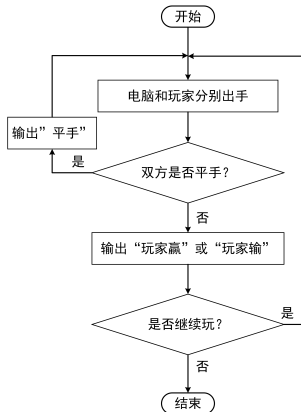 开始
电脑和玩家分别出手
输出”平手”
是
双方是否平手？
否
输出“玩家赢”或“玩家输”
是否继续玩？
是
否
结束